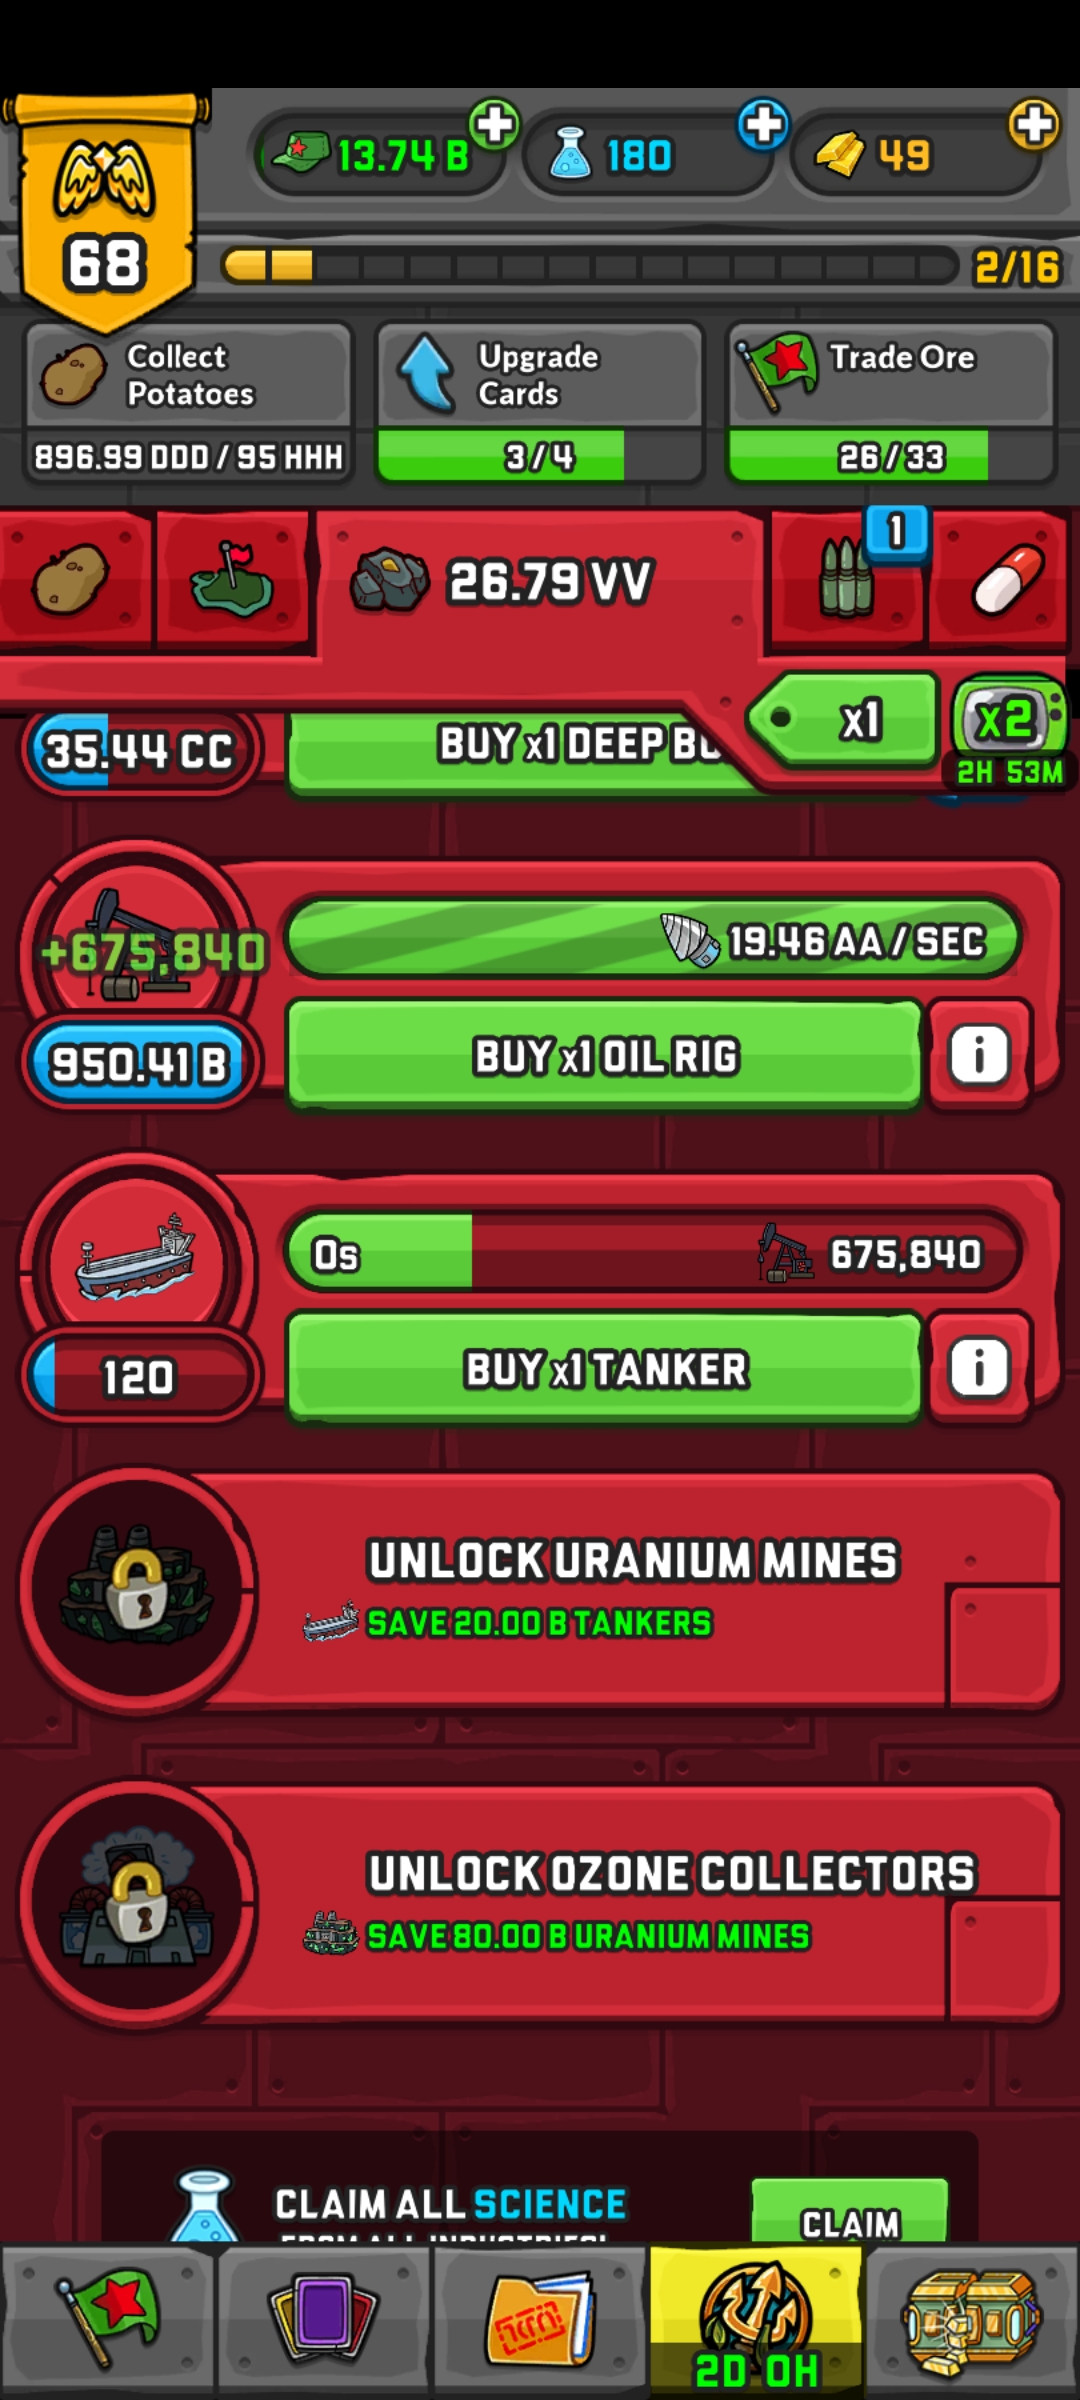 13.74 B
180
49
68
2/16
Collect
Potatoes
Upgrade
Cards
Trade Ore
896.99 DDD / 95 HHH
3/4
26/33
1
26.79 VV
x1
x2
2H 53M
35.44 CC
BUY x1 DEEP
+675,840
19.46 AA / SEC
950.41 B
BUY x1 OIL RIG
i
0s
675,840
120
BUY x1 TANKER
i
UNLOCK URANIUM MINES
SAVE 20.00 B TANKERS
UNLOCK OZONE COLLECTORS
SAVE 80.00 B URANIUM MINES
CLAIM ALL SCIENCE
FROM ALL INDUSTRIES!
CLAIM
2D 0H